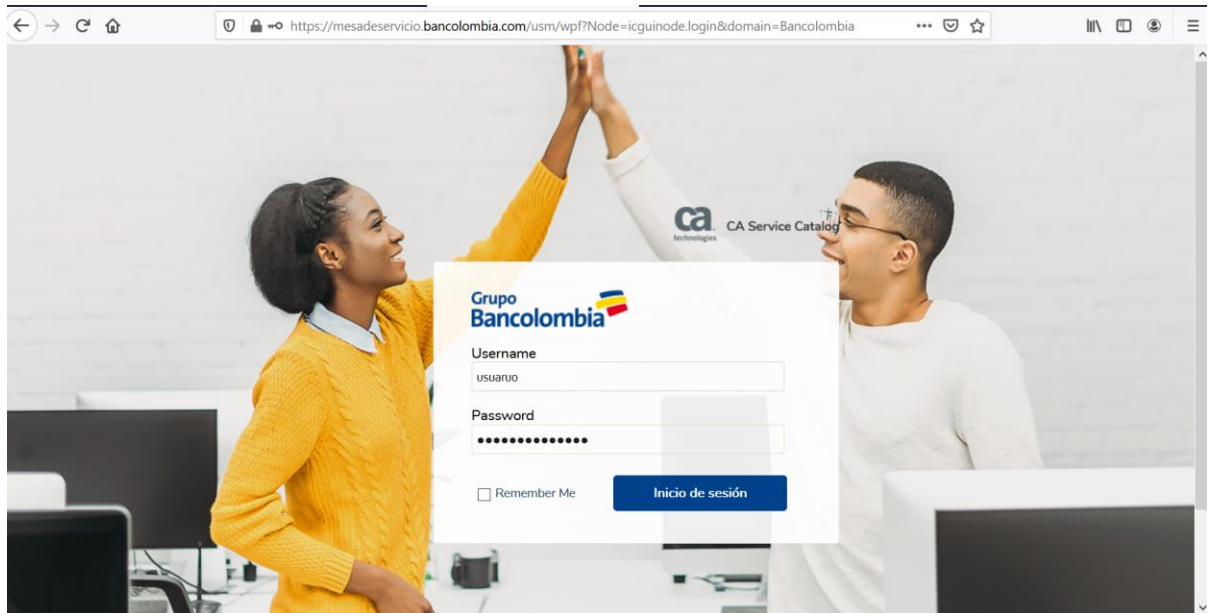 https://mesadeservicio.bancolombia.com/usm/wpf?Node=icguinode.login&domain=Bancolombia
ca technologies CA Service Catalog
Grupo
Bancolombia
Username
usuaruo
Password
••••••••••••••
Remember Me Inicio de sesión